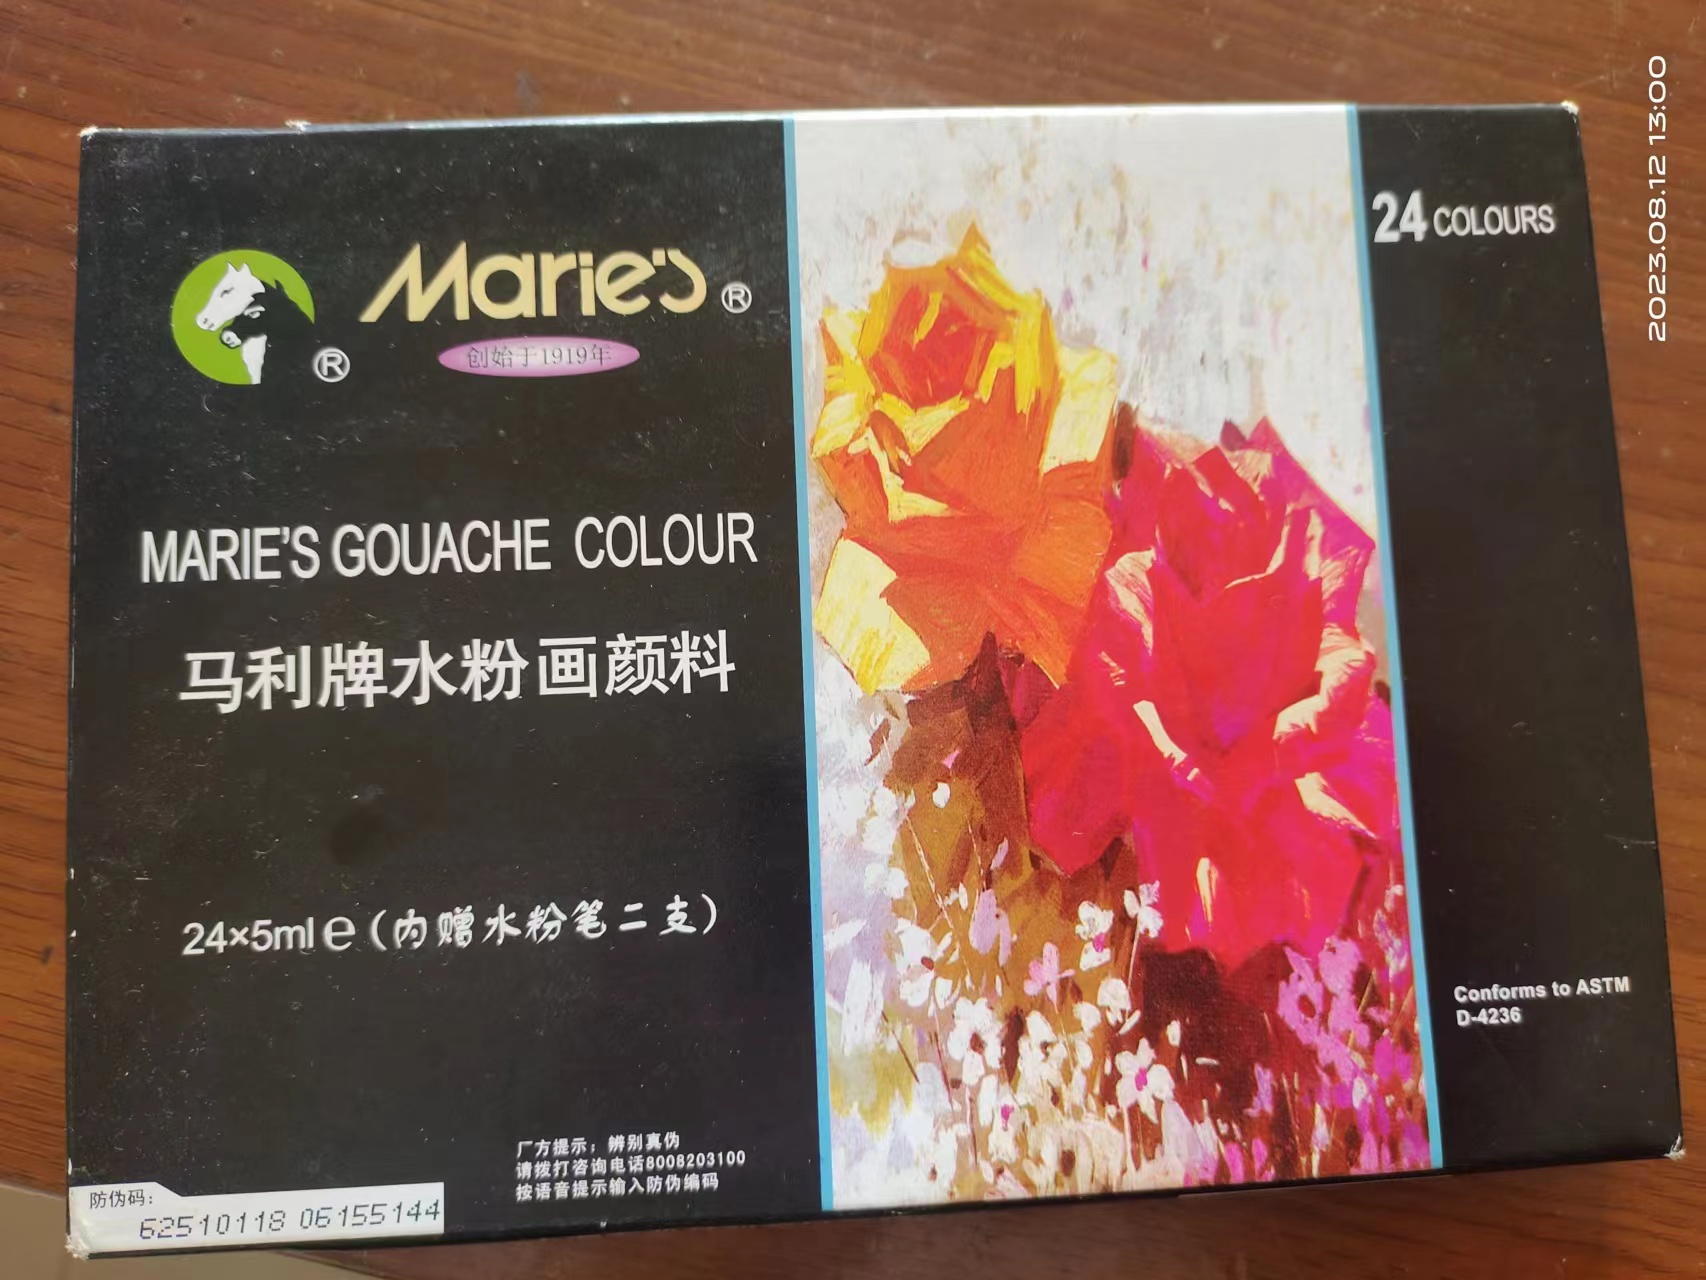 2023.08.12 13:00
24 COLOURS
Marie's ®
®
创始于1919年
MARIE'S GOUACHE COLOUR
马利牌水粉画颜料
24×5ml e（内赠水粉笔二支）
Conforms to ASTM
D-4236
厂方提示：辨别真伪
请拨打咨询电话8008203100
按语音提示输入防伪编码
防伪码：
62510118 06155144